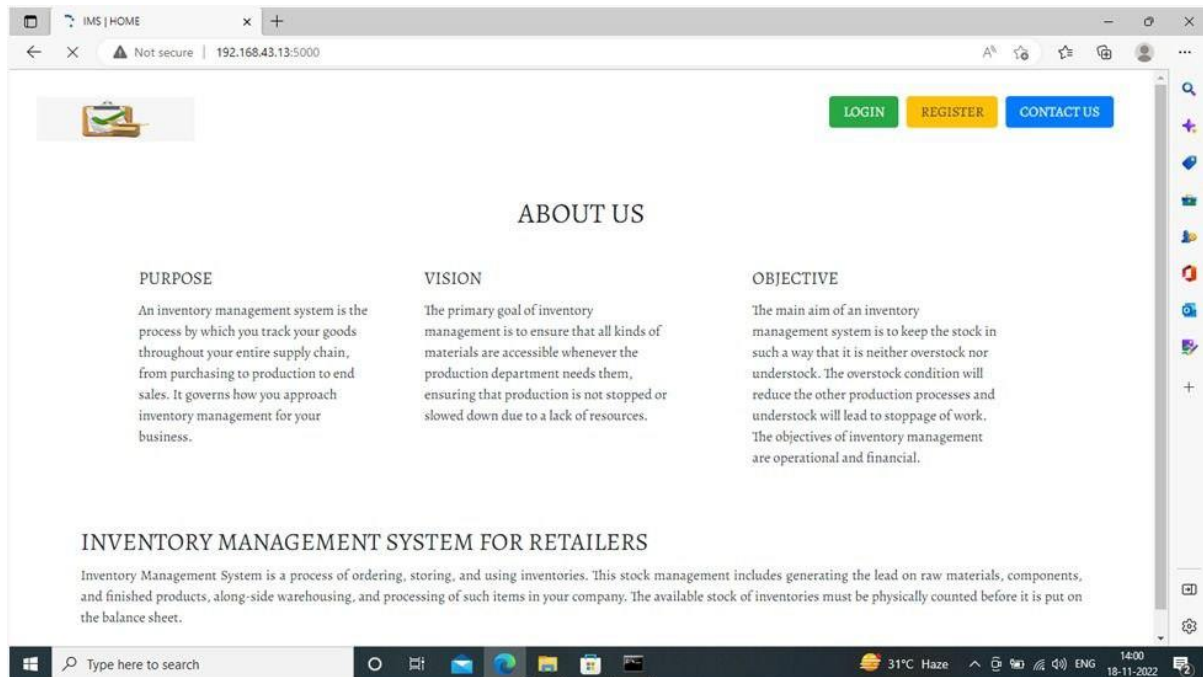 IMS | HOME
Not secure | 192.168.43.13:5000
LOGIN
REGISTER
CONTACT US
ABOUT US
PURPOSE
An inventory management system is the
process by which you track your goods
throughout your entire supply chain,
from purchasing to production to end
sales. It governs how you approach
inventory management for your
business.
VISION
The primary goal of inventory
management is to ensure that all kinds of
materials are accessible whenever the
production department needs them,
ensuring that production is not stopped or
slowed down due to a lack of resources.
OBJECTIVE
The main aim of an inventory
management system is to keep the stock in
such a way that it is neither overstock nor
understock. The overstock condition will
reduce the other production processes and
understock will lead to stoppage of work.
The objectives of inventory management
are operational and financial.
INVENTORY MANAGEMENT SYSTEM FOR RETAILERS
Inventory Management System is a process of ordering, storing, and using inventories. This stock management includes generating the lead on raw materials, components,
and finished products, along-side warehousing, and processing of such items in your company. The available stock of inventories must be physically counted before it is put on
the balance sheet.
Type here to search
31°C Haze
ENG
14:00
18-11-2022
2